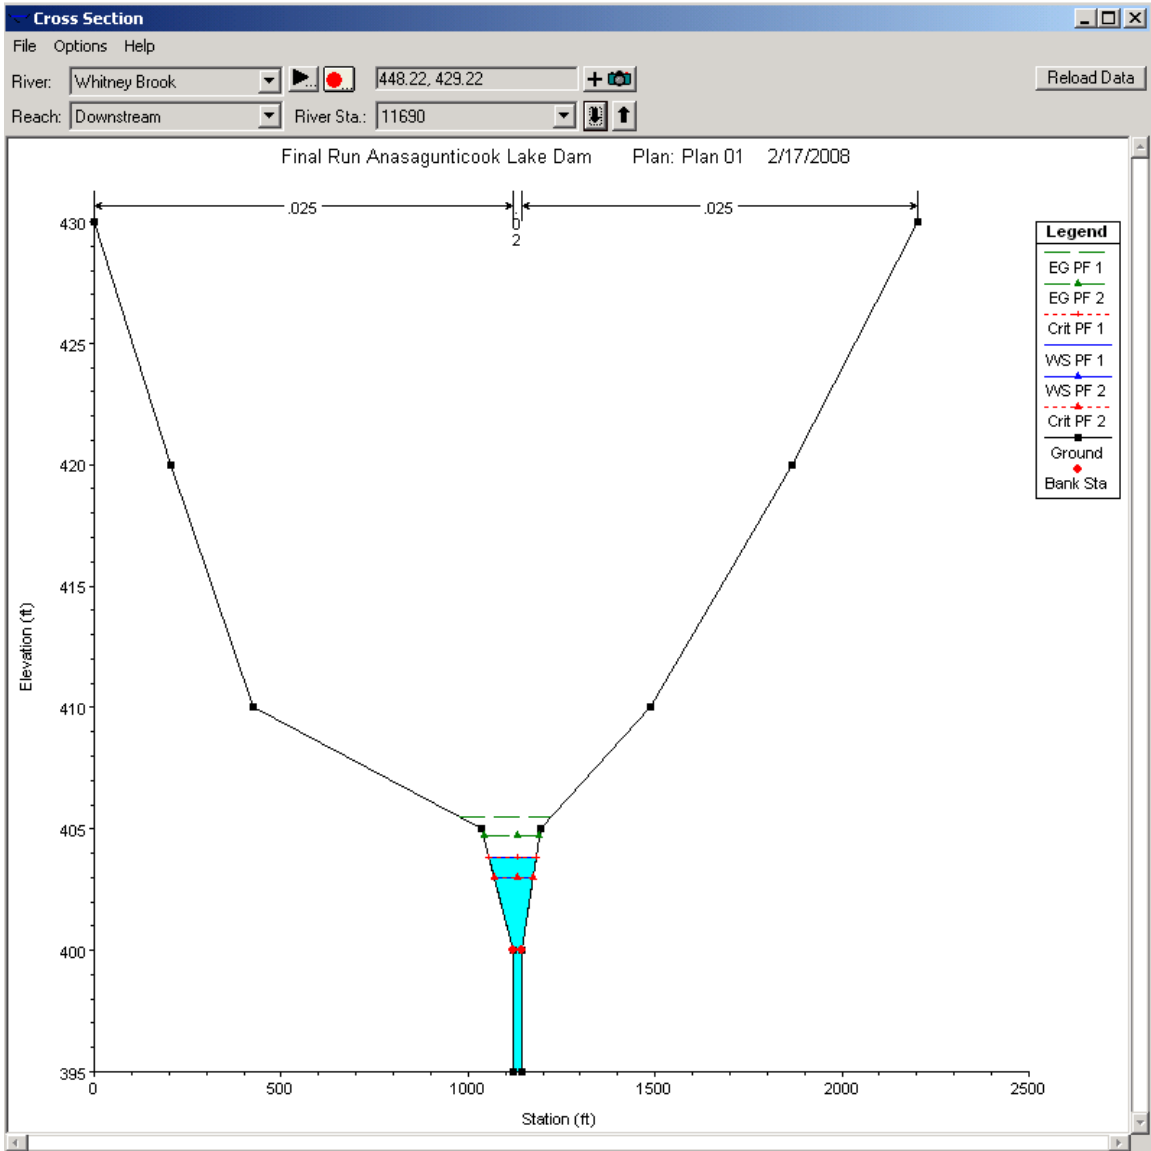 Cross Section
File Options Help
River: Whitney Brook 448.22, 429.22 Reload Data
Reach: Downstream River Sta.: 11690
Final Run Anasagunticook Lake Dam Plan: Plan 01 2/17/2008
.025 .02 .025
Legend
EG PF 1
EG PF 2
Crit PF 1
WS PF 1
WS PF 2
Crit PF 2
Ground
Bank Sta
430
425
420
415
410
405
400
395
Elevation (ft)
0 500 1000 1500 2000 2500
Station (ft)